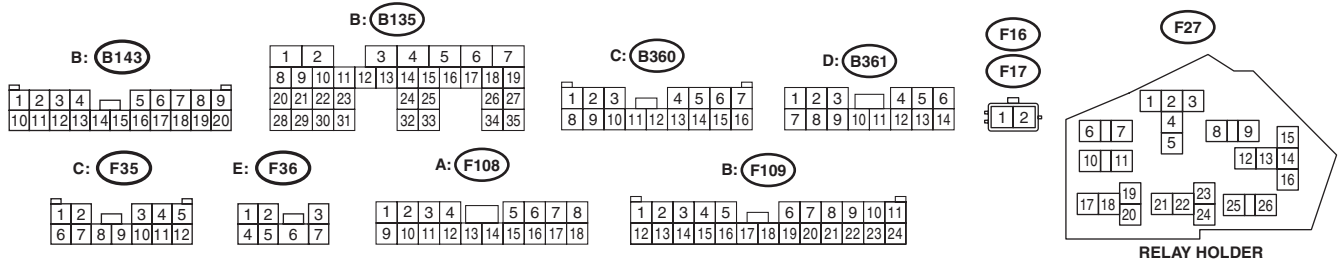 B: B143
1 2 3 4 5 6 7 8 9
10 11 12 13 14 15 16 17 18 19 20
B: B135
1 2 3 4 5 6 7
8 9 10 11 12 13 14 15 16 17 18 19
20 21 22 23 24 25 26 27
28 29 30 31 32 33 34 35
C: B360
1 2 3 4 5 6 7
8 9 10 11 12 13 14 15 16
D: B361
1 2 3 4 5 6
7 8 9 10 11 12 13 14
F16
F17
1 2
F27
1 2 3
4
5
6 7
8 9
10 11
12 13 14
15
16
17 18 19
20
21 22 23
24
25 26
RELAY HOLDER
C: F35
1 2 3 4 5
6 7 8 9 10 11 12
E: F36
1 2 3
4 5 6 7
A: F108
1 2 3 4 5 6 7 8
9 10 11 12 13 14 15 16 17 18
B: F109
1 2 3 4 5 6 7 8 9 10 11
12 13 14 15 16 17 18 19 20 21 22 23 24